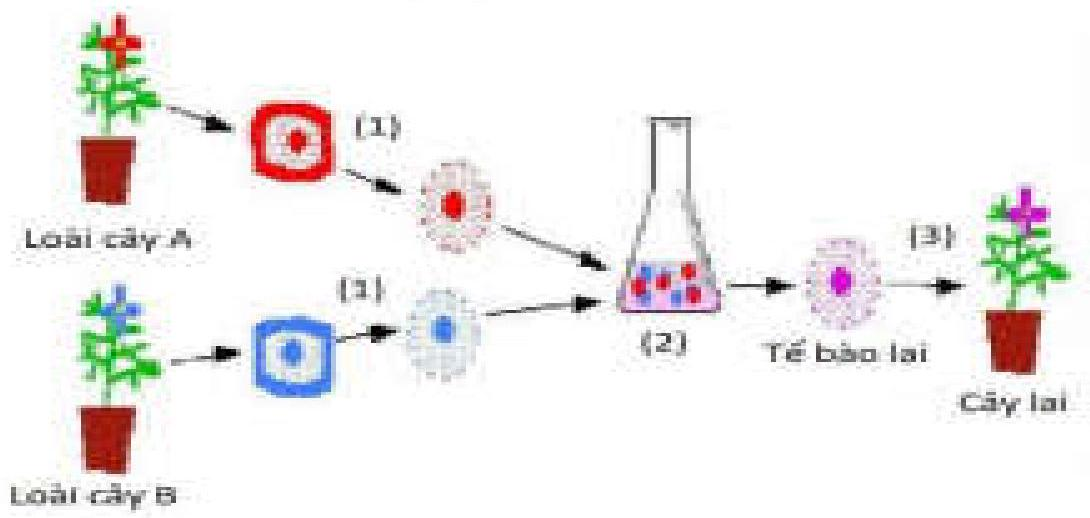 Loài cây A
(1)
(1)
Loài cây B
(2)
Tế bào lai
(3)
Cây lai